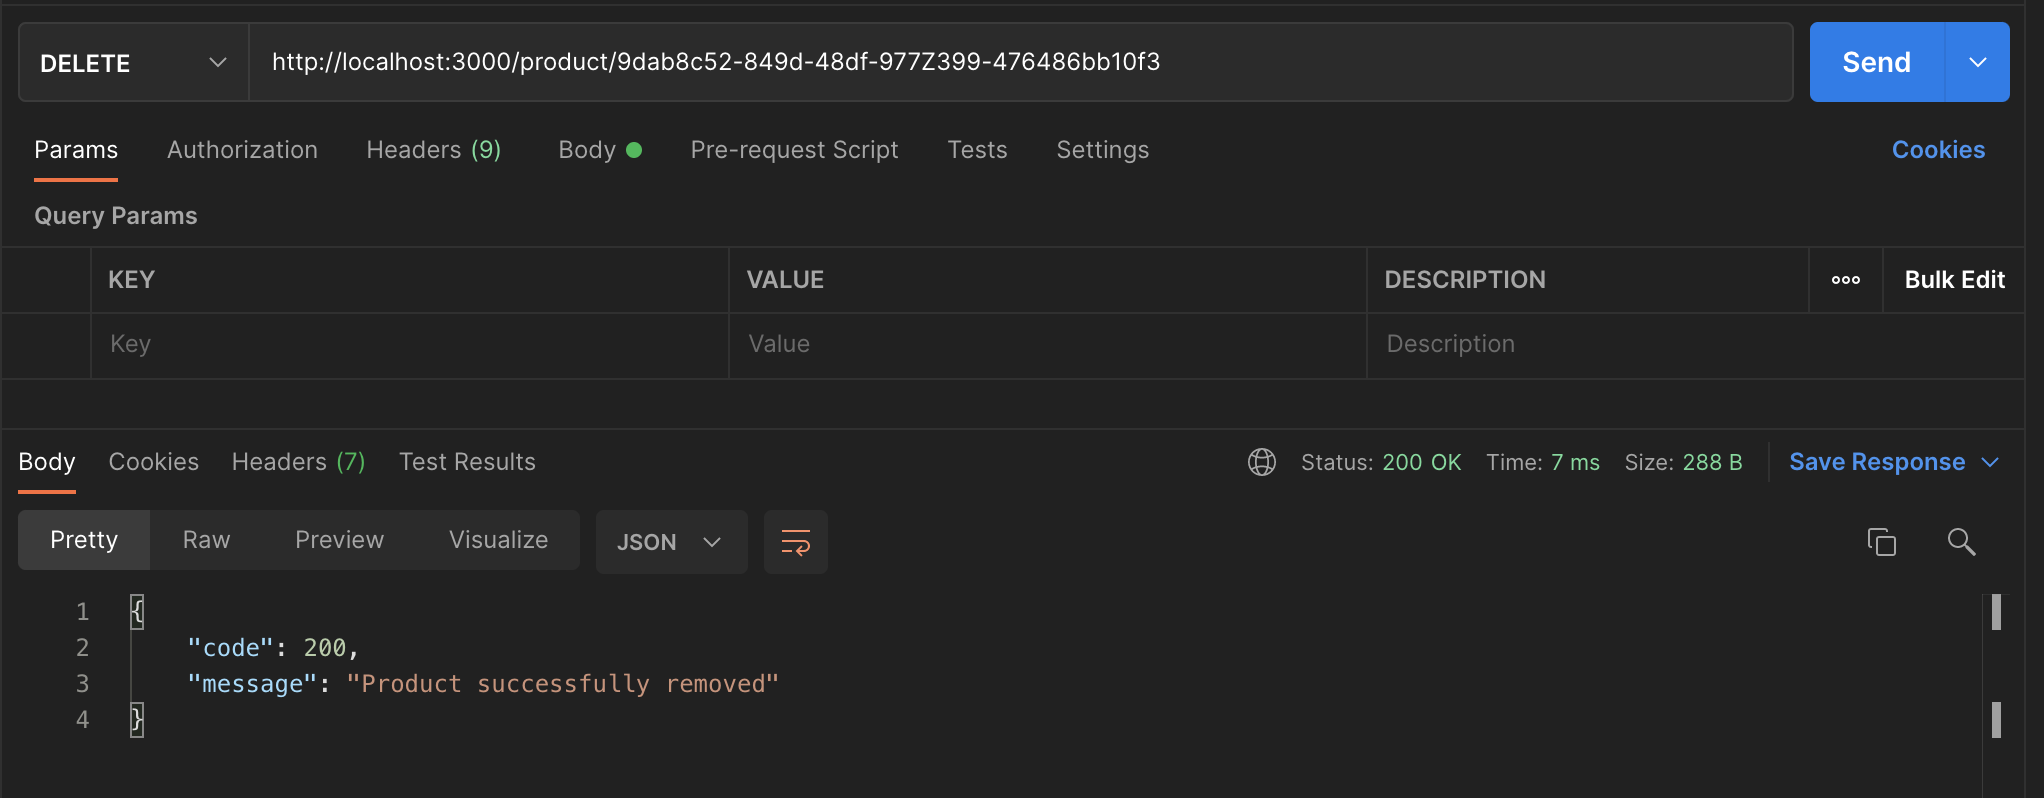 DELETE http://localhost:3000/product/9dab8c52-849d-48df-977Z399-476486bb10f3 Send
Params Authorization Headers (9) Body Pre-request Script Tests Settings Cookies
Query Params
KEY VALUE DESCRIPTION Bulk Edit
Key Value Description
Body Cookies Headers (7) Test Results Status: 200 OK Time: 7 ms Size: 288 B Save Response
Pretty Raw Preview Visualize JSON
1 {
2 "code": 200,
3 "message": "Product successfully removed"
4 }